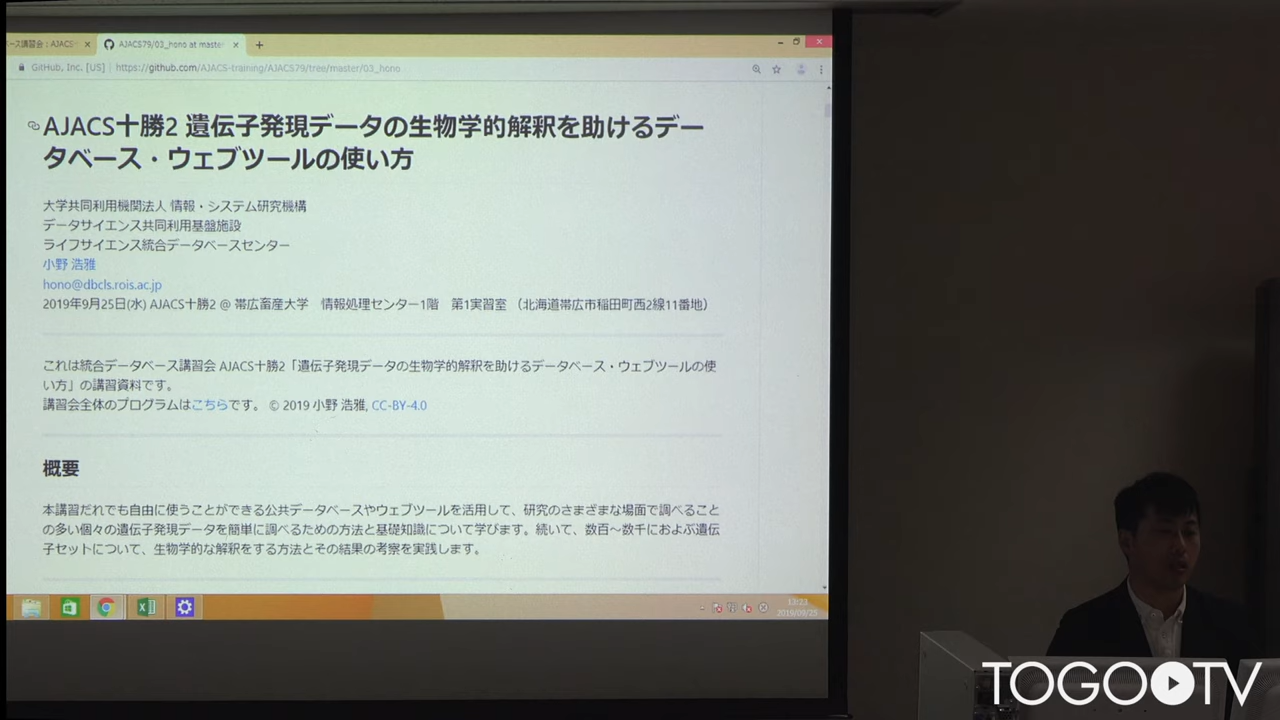 ース講習会：AJACS
AJACS79/03_hono at master
GitHub, Inc. [US] | https://github.com/AJACS-training/AJACS79/tree/master/03_hono
AJACS十勝2 遺伝子発現データの生物学的解釈を助けるデー
タベース・ウェブツールの使い方
大学共同利用機関法人 情報・システム研究機構
データサイエンス共同利用基盤施設
ライフサイエンス統合データベースセンター
小野 浩雅
hono@dbcls.rois.ac.jp
2019年9月25日(水) AJACS十勝2 @ 帯広畜産大学　情報処理センター1階　第1実習室 （北海道帯広市稲田町西2線11番地）
これは統合データベース講習会 AJACS十勝2「遺伝子発現データの生物学的解釈を助けるデータベース・ウェブツールの使
い方」の講習資料です。
講習会全体のプログラムはこちらです。 © 2019 小野 浩雅, CC-BY-4.0
概要
本講習だれでも自由に使うことができる公共データベースやウェブツールを活用して、研究のさまざまな場面で調べること
の多い個々の遺伝子発現データを簡単に調べるための方法と基礎知識について学びます。続いて、数百～数千におよぶ遺伝
子セットについて、生物学的な解釈をする方法とその結果の考察を実践します。
13:23
2019/09/25
TOGOTV